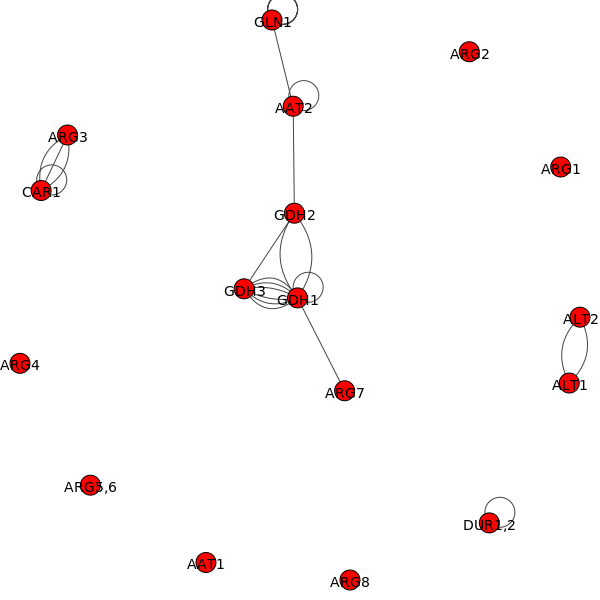 GLN1
ARG2
AAT2
ARG3
ARG1
CAR1
GDH2
GDH3
GDH1
ALT2
ARG4
ALT1
ARG7
ARG5,6
DUR1,2
AAT1
ARG8